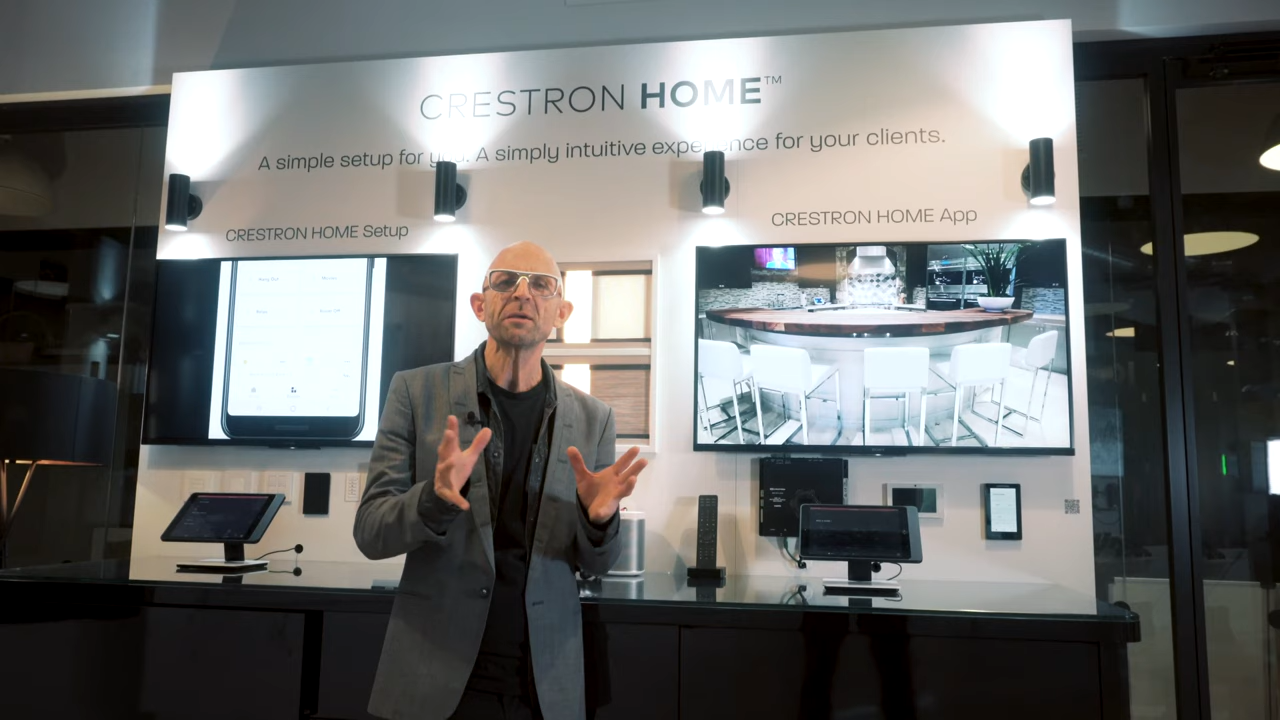 CRESTRON HOME™
A simple setup for you. A simply intuitive experience for your clients.
CRESTRON HOME Setup
CRESTRON HOME App